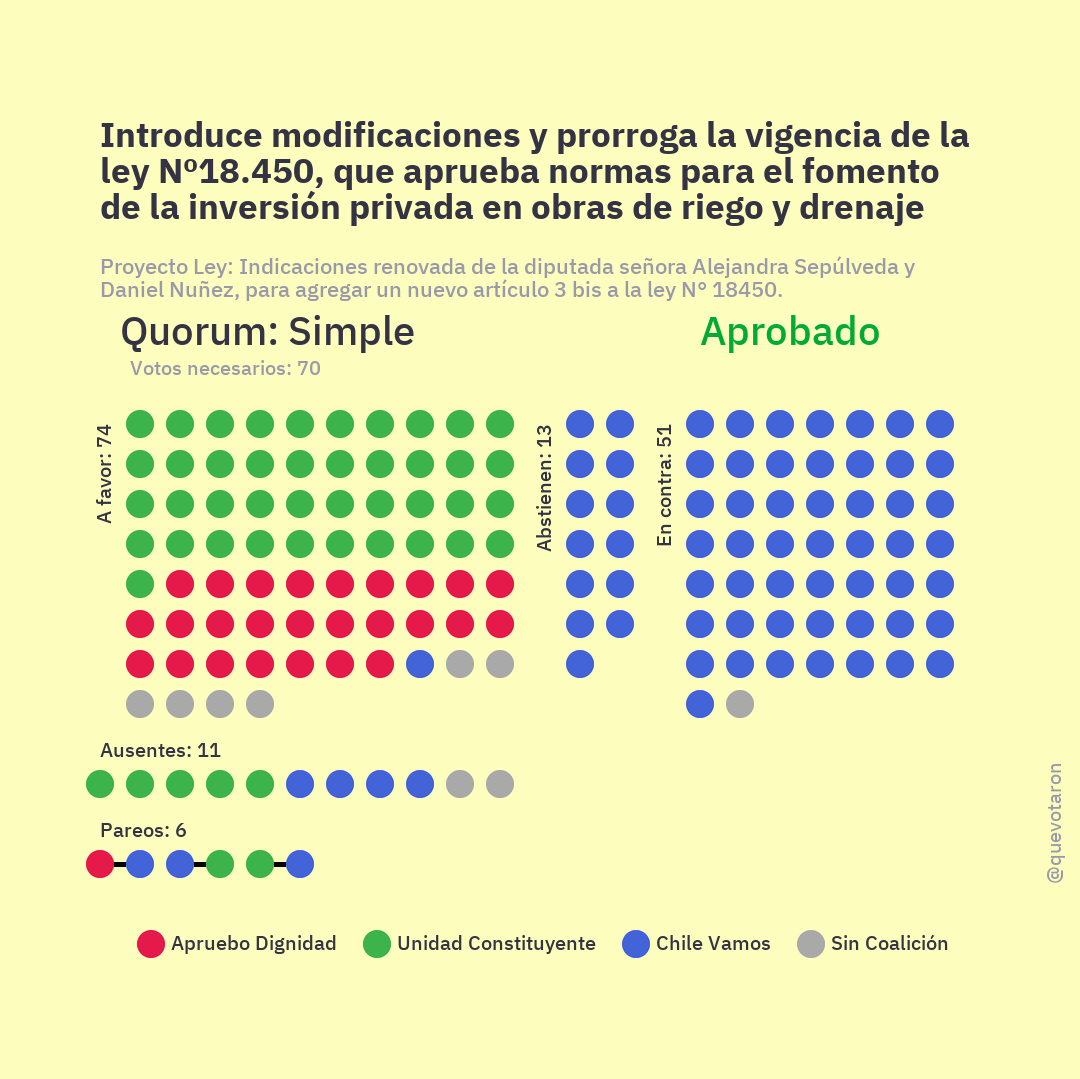 Introduce modificaciones y prorroga la vigencia de la
ley Nº18.450, que aprueba normas para el fomento
de la inversión privada en obras de riego y drenaje
Proyecto Ley: Indicaciones renovada de la diputada señora Alejandra Sepúlveda y
Daniel Nuñez, para agregar un nuevo artículo 3 bis a la ley N° 18450.
Quorum: Simple
Aprobado
Votos necesarios: 70
A favor: 74
Abstienen: 13
En contra: 51
Ausentes: 11
Pareos: 6
@quevotaron
Apruebo Dignidad
Unidad Constituyente
Chile Vamos
Sin Coalición